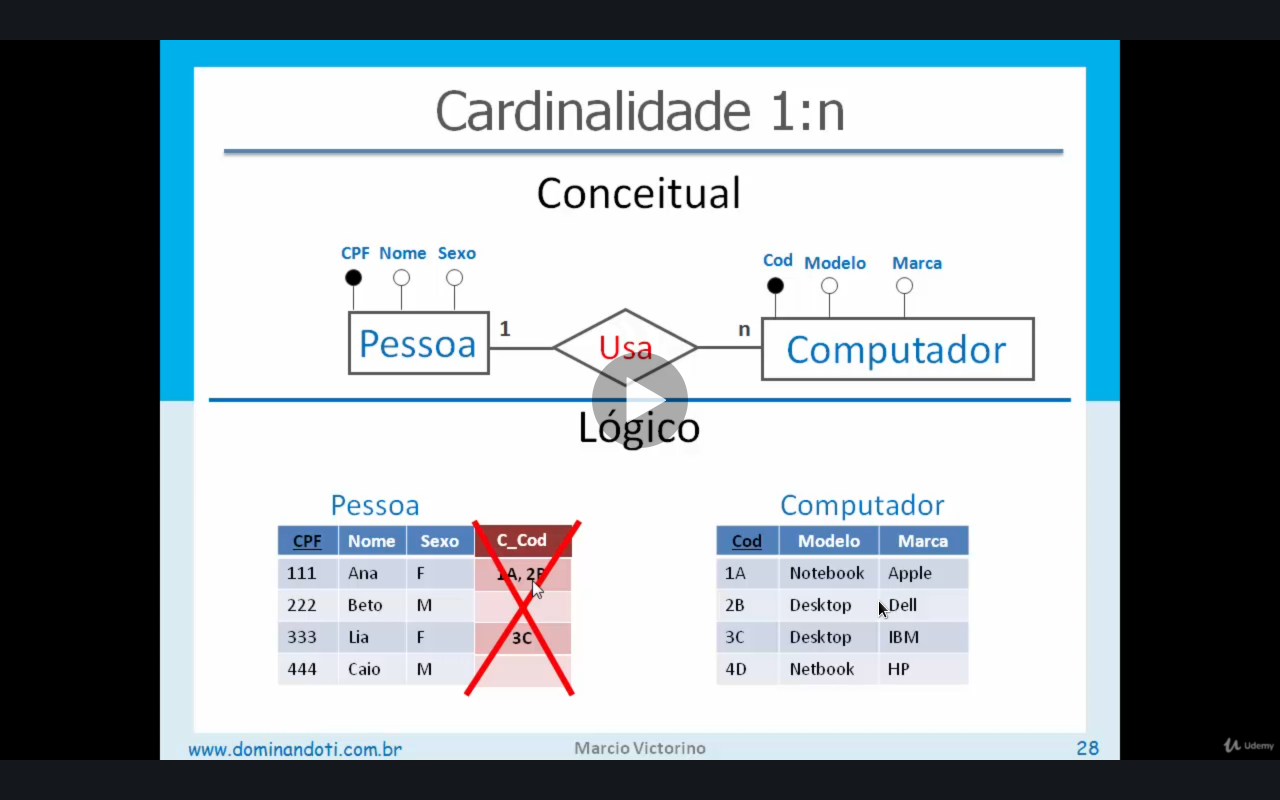 Cardinalidade 1:n
Conceitual
CPF Nome Sexo
Cod Modelo Marca
Pessoa 1 Usa n Computador
Lógico
Pessoa
CPF Nome Sexo C_Cod
111 Ana F 1A, 2B
222 Beto M
333 Lia F 3C
444 Caio M
Computador
Cod Modelo Marca
1A Notebook Apple
2B Desktop Dell
3C Desktop IBM
4D Netbook HP
www.dominandoti.com.br Marcio Victorino 28
Udemy